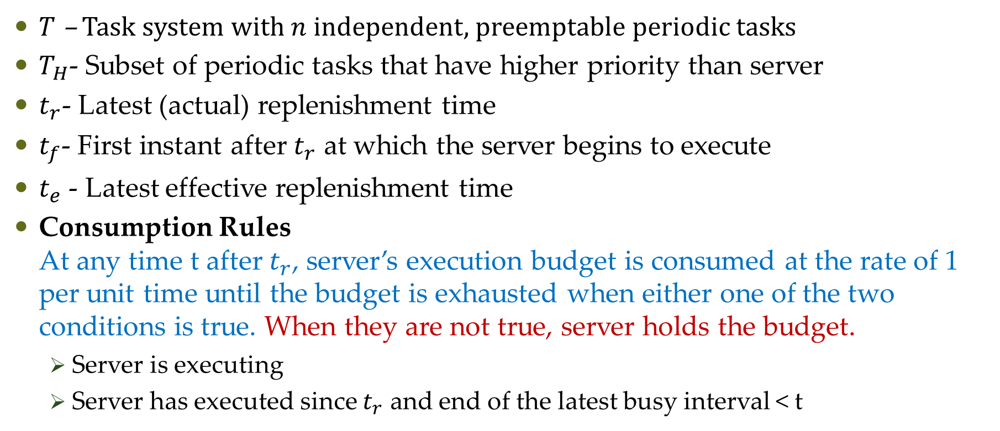 • T – Task system with n independent, preemptable periodic tasks
• T_H- Subset of periodic tasks that have higher priority than server
• t_r- Latest (actual) replenishment time
• t_f- First instant after t_r at which the server begins to execute
• t_e - Latest effective replenishment time
• Consumption Rules
At any time t after t_r, server’s execution budget is consumed at the rate of 1
per unit time until the budget is exhausted when either one of the two
conditions is true. When they are not true, server holds the budget.
➢ Server is executing
➢ Server has executed since t_r and end of the latest busy interval < t